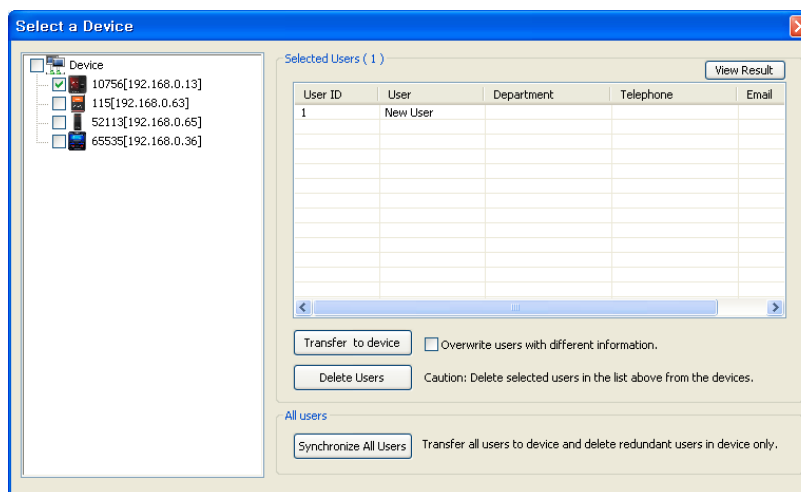 Select a Device
Device
10756[192.168.0.13]
115[192.168.0.63]
52113[192.168.0.65]
65535[192.168.0.36]
Selected Users ( 1 )
View Result
User ID User Department Telephone Email
1 New User
Transfer to device
Overwrite users with different information.
Delete Users
Caution: Delete selected users in the list above from the devices.
All users
Synchronize All Users
Transfer all users to device and delete redundant users in device only.